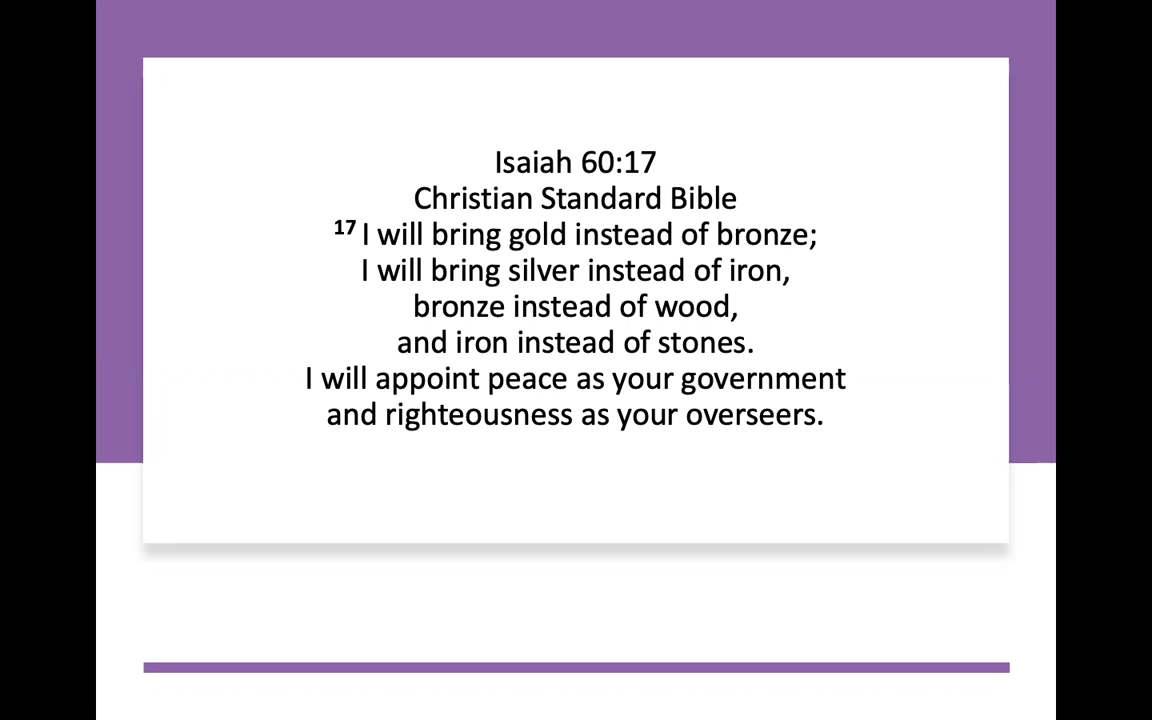 Isaiah 60:17
Christian Standard Bible
17 I will bring gold instead of bronze;
I will bring silver instead of iron,
bronze instead of wood,
and iron instead of stones.
I will appoint peace as your government
and righteousness as your overseers.